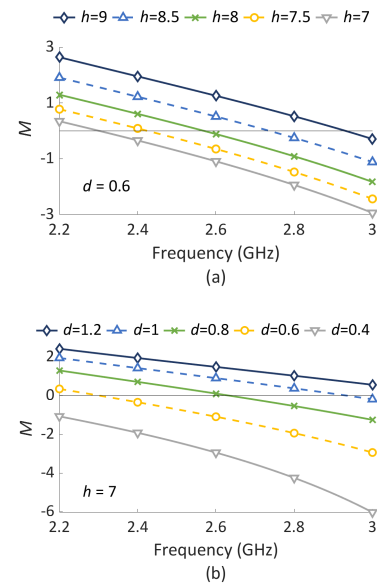 (a)
h=9 h=8.5 h=8 h=7.5 h=7
3
1
-1
-3
M
d = 0.6
2.2 2.4 2.6 2.8 3
Frequency (GHz)
(a)
d=1.2 d=1 d=0.8 d=0.6 d=0.4
2
0
-2
-4
-6
M
h = 7
2.2 2.4 2.6 2.8 3
Frequency (GHz)
(b)